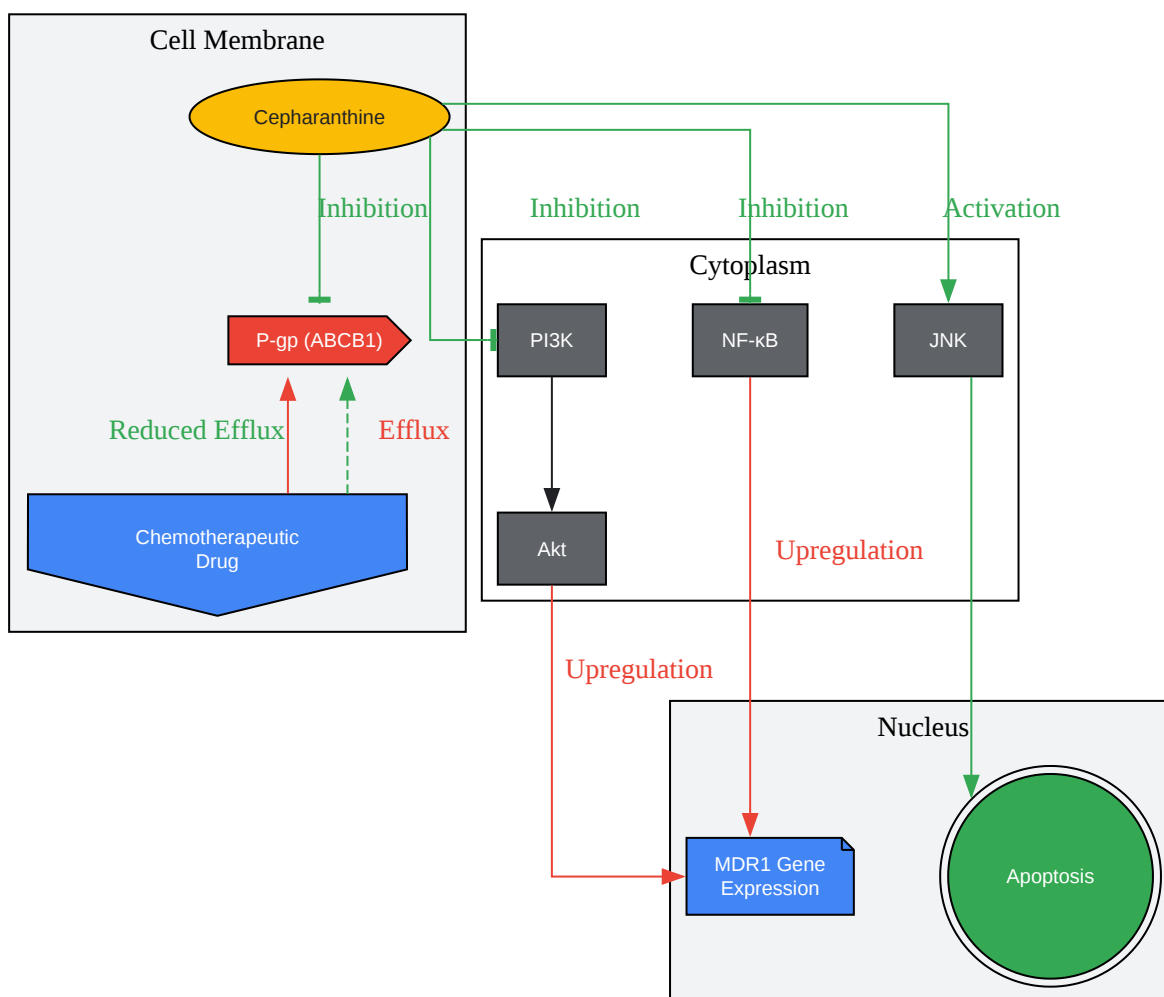 Cell Membrane
Cepharanthine
Inhibition
Inhibition
Inhibition
Activation
Cytoplasm
P-gp (ABCB1)
PI3K
NF-κB
JNK
Reduced Efflux
Efflux
Chemotherapeutic
Drug
Akt
Upregulation
Upregulation
Nucleus
MDR1 Gene
Expression
Apoptosis